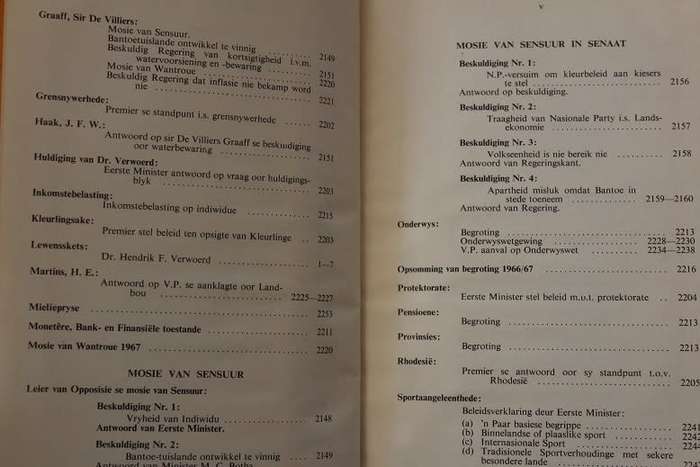 Graaff, Sir De Villiers:
Mosie van Sensuur.
Bantoetuislande ontwikkel te vinnig .......... 2149
Beskuldig Regering van kortsigtigheid i.v.m.
watervoorsiening en -bewaring .......... 2151
Mosie van Wantroue .......... 2220
Beskuldig Regering dat inflasie nie bekamp word
nie .......... 2221
Grensnywerhede:
Premier se standpunt i.s. grensnywerhede .......... 2202
Haak, J. F. W.:
Antwoord op sir De Villiers Graaff se beskuldiging
oor waterbewaring .......... 2151
Huldiging van Dr. Verwoerd:
Eerste Minister antwoord op vraag oor huldigings-
blyk .......... 2203
Inkomstebelasting:
Inkomstebelasting op individue .......... 2215
Kleurlingsake:
Premier stel beleid ten opsigte van Kleurlinge .. 2203
Lewensskets:
Dr. Hendrik F. Verwoerd .......... 1—7
Martins, H. E.:
Antwoord op V.P. se aanklagte oor Land-
bou .......... 2225—2227
Mieliepryse .......... 2253
Monetêre, Bank- en Finansiële toestande .......... 2211
Mosie van Wantroue 1967 .......... 2220
MOSIE VAN SENSUUR
Leier van Opposisie se mosie van Sensuur:
Beskuldiging Nr. 1:
Vryheid van Individu .......... 2148
Antwoord van Eerste Minister.
Beskuldiging Nr. 2:
Bantoe-tuislande ontwikkel te vinnig .......... 2149
Antwoord van Minister M. C. Botha
v
MOSIE VAN SENSUUR IN SENAAT
Beskuldiging Nr. 1:
N.P.-versuim om kleurbeleid aan kiesers
te stel .......... 2156
Antwoord op beskuldiging.
Beskuldiging Nr. 2:
Traagheid van Nasionale Party i.s. Lands-
ekonomie .......... 2157
Beskuldiging Nr. 3:
Volkseenheid is nie bereik nie .......... 2158
Antwoord van Regeringskant.
Beskuldiging Nr. 4:
Apartheid misluk omdat Bantoe in
stede toeneem .......... 2159—2160
Antwoord van Regering.
Onderwys:
Begroting .......... 2213
Onderwyswetgewing .......... 2228—2230
V.P. aanval op Onderwyswet .......... 2234—2238
Opsomming van begroting 1966/67 .......... 2216
Protektorate:
Eerste Minister stel beleid m.o.t. protektorate .. 2204
Pensioene:
Begroting .......... 2213
Provinsies:
Begroting .......... 2213
Rhodesië:
Premier se antwoord oor sy standpunt t.o.v.
Rhodesië .......... 2205
Sportaangeleenthede:
Beleidsverklaring deur Eerste Minister:
(a) 'n Paar basiese begrippe .......... 2241
(b) Binnelandse of plaaslike sport .......... 2243
(c) Internasionale Sport .......... 2244
(d) Tradisionele Sportverhoudinge met sekere
besondere lande